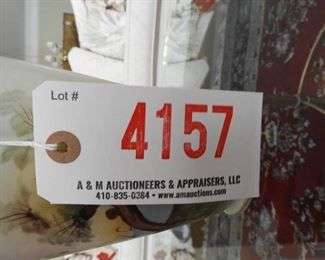 Lot #
4157
A & M AUCTIONEERS & APPRAISERS, LLC
410-835-0384 • www.amauctions.com